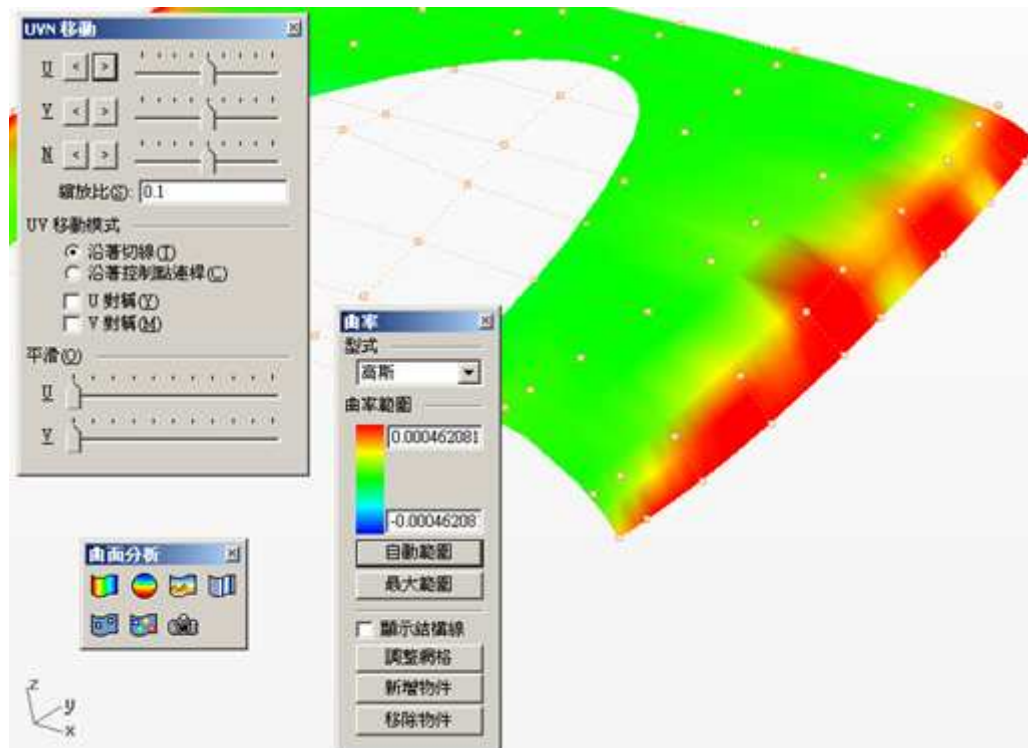 UVN 移動
U < >
V < >
N < >
縮放比(S): 0.1
UV 移動模式
沿著切線(T)
沿著控制點連桿(C)
U 對稱(Y)
V 對稱(M)
平滑(O)
U
V
曲率
型式
高斯
曲率範圍
0.000462081
-0.00046208
自動範圍
最大範圍
顯示結構線
調整網格
新增物件
移除物件
曲面分析
z
y
x